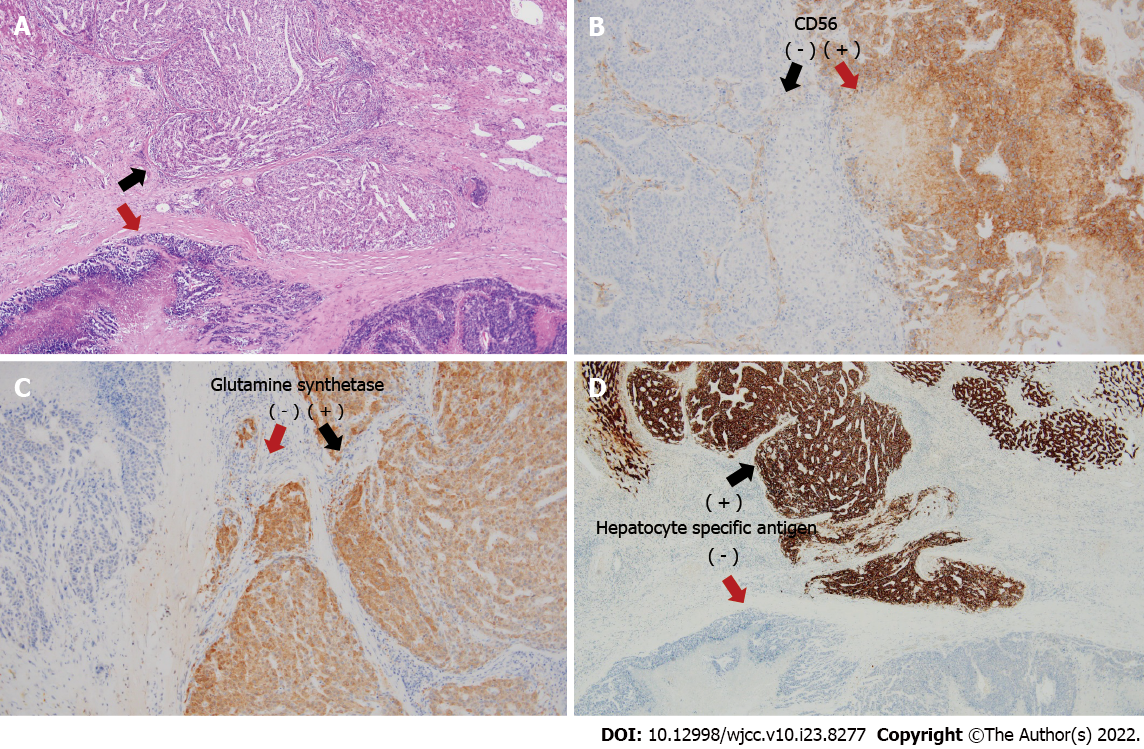 A
B
CD56
( - ) ( + )
C
Glutamine synthetase
( - ) ( + )
D
( + )
Hepatocyte specific antigen
( - )
DOI: 10.12998/wjcc.v10.i23.8277 Copyright ©The Author(s) 2022.